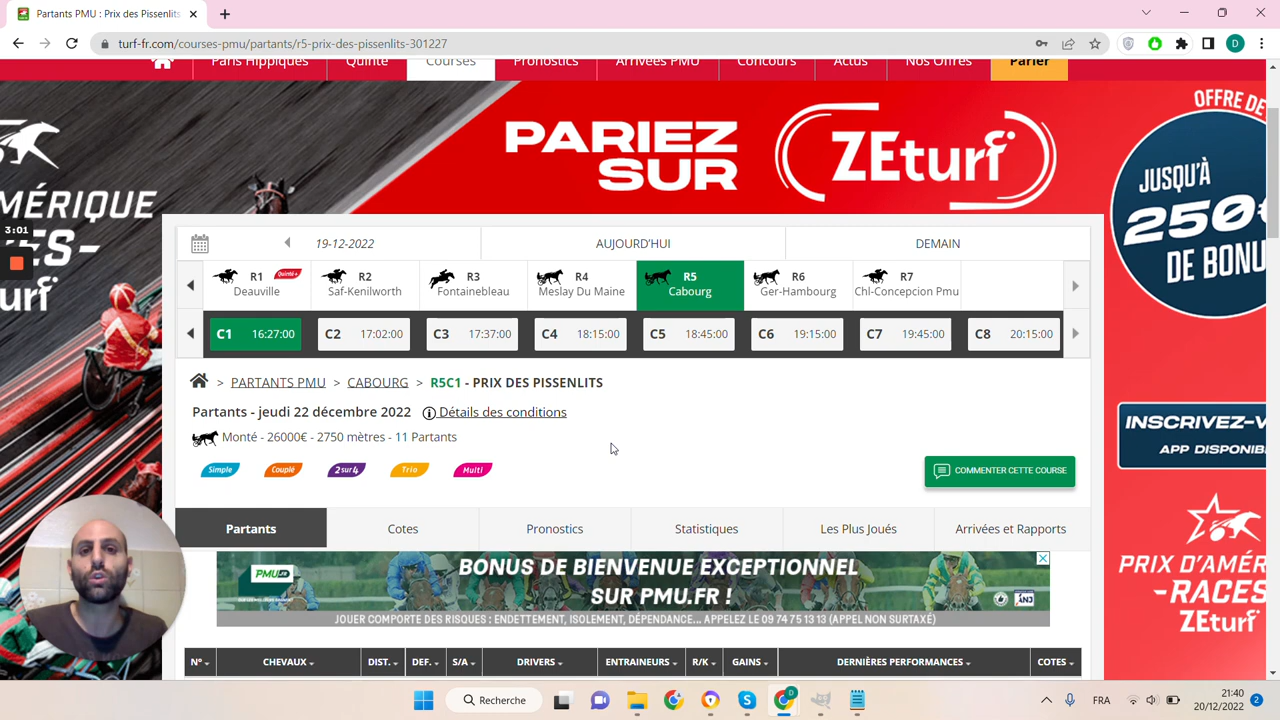 Partants PMU : Prix des Pissenlits
turf-fr.com/courses-pmu/partants/r5-prix-des-pissenlits-301227
D
Paris Hippiques Quinté Courses Pronostics Arrivées PMU Concours Actus Nos Offres Parier
PARIEZ
SUR
ZEturf
OFFRE DE
JUSQU'À
250€
DE BONU
MÉRIQUE
ES-
urf
3:01
19-12-2022 AUJOURD'HUI DEMAIN
R1 Quinté+ R2 R3 R4 R5 R6 R7
Deauville Saf-Kenilworth Fontainebleau Meslay Du Maine Cabourg Ger-Hambourg Chl-Concepcion Pmu
C1 16:27:00 C2 17:02:00 C3 17:37:00 C4 18:15:00 C5 18:45:00 C6 19:15:00 C7 19:45:00 C8 20:15:00
> PARTANTS PMU > CABOURG > R5C1 - PRIX DES PISSENLITS
Partants - jeudi 22 décembre 2022 Détails des conditions
Monté - 26000€ - 2750 mètres - 11 Partants
Simple Couplé 2 sur 4 Trio Multi
COMMENTER CETTE COURSE
INSCRIVEZ-V
APP DISPONIB
Partants Cotes Pronostics Statistiques Les Plus Joués Arrivées et Rapports
PMU.FR
BONUS DE BIENVENUE EXCEPTIONNEL
SUR PMU.FR !
JOUER COMPORTE DES RISQUES : ENDETTEMENT, ISOLEMENT, DÉPENDANCE... APPELEZ LE 09 74 75 13 13 (APPEL NON SURTAXÉ)
PRIX D'AMÉR
-RACES
ZEturf
N° CHEVAUX DIST. DEF. S/A DRIVERS ENTRAINEURS R/K GAINS DERNIÈRES PERFORMANCES COTES
Recherche
FRA
21:40
20/12/2022
2